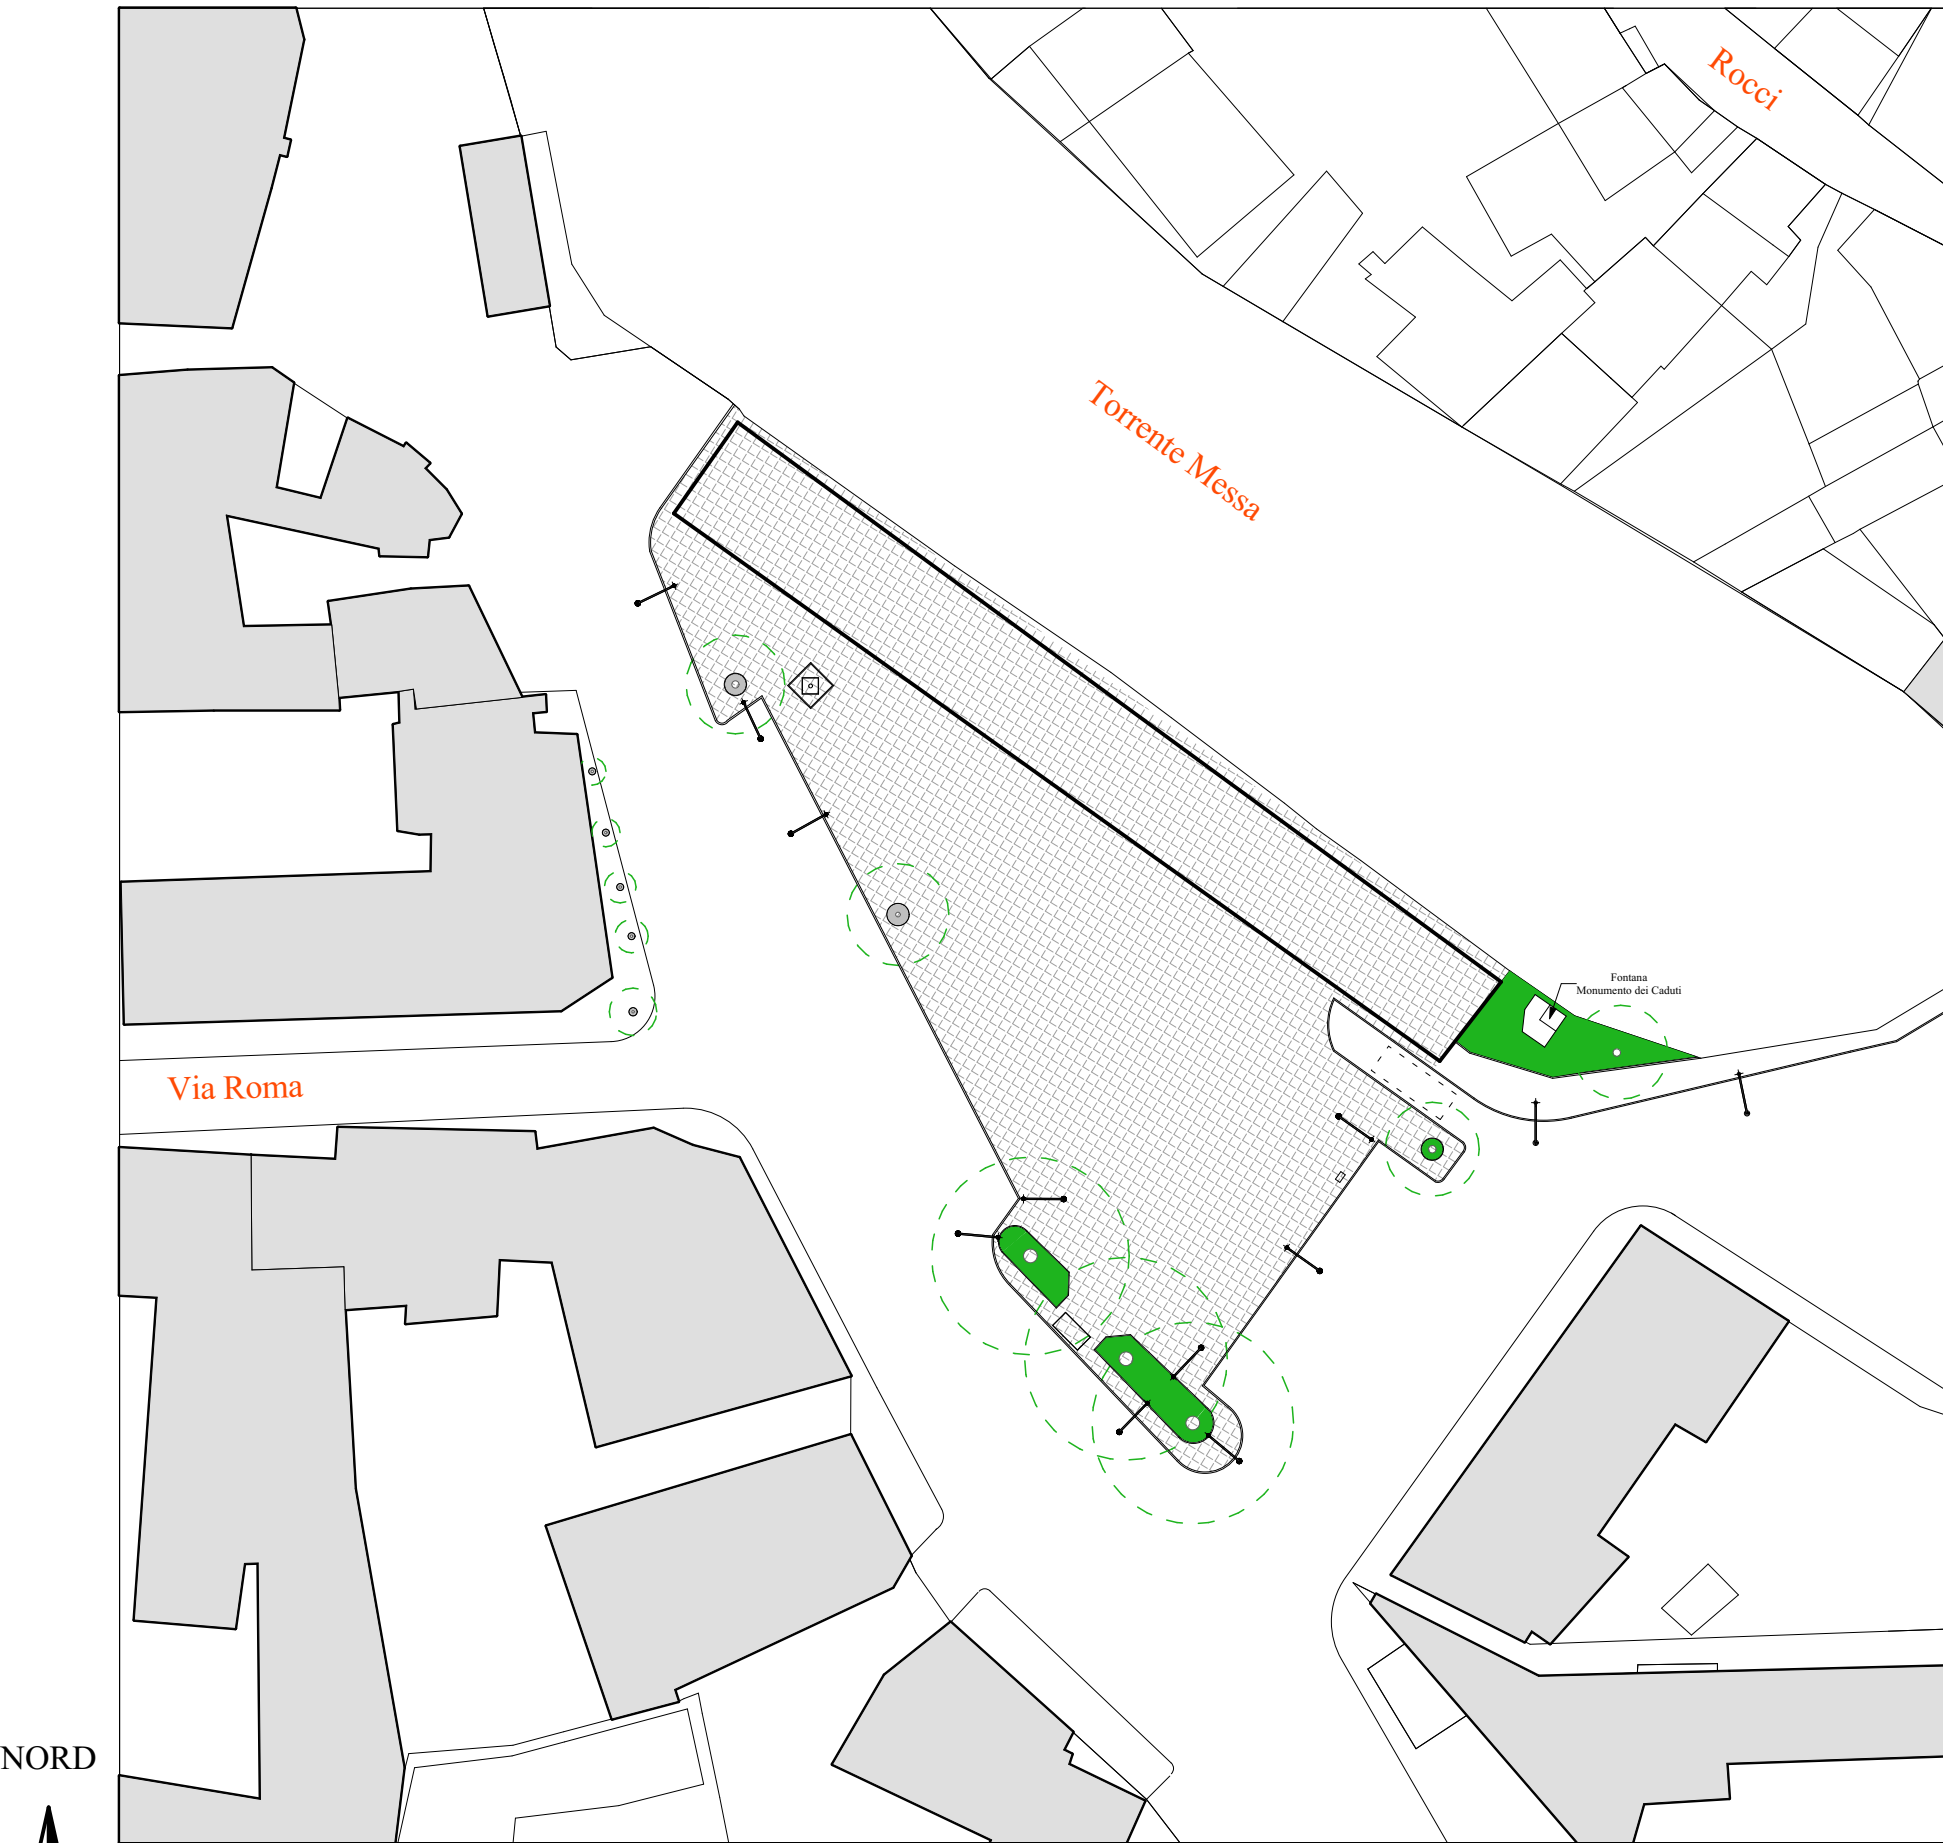 Rocci
Torrente Messa
Fontana
Monumento dei Caduti
Via Roma
NORD